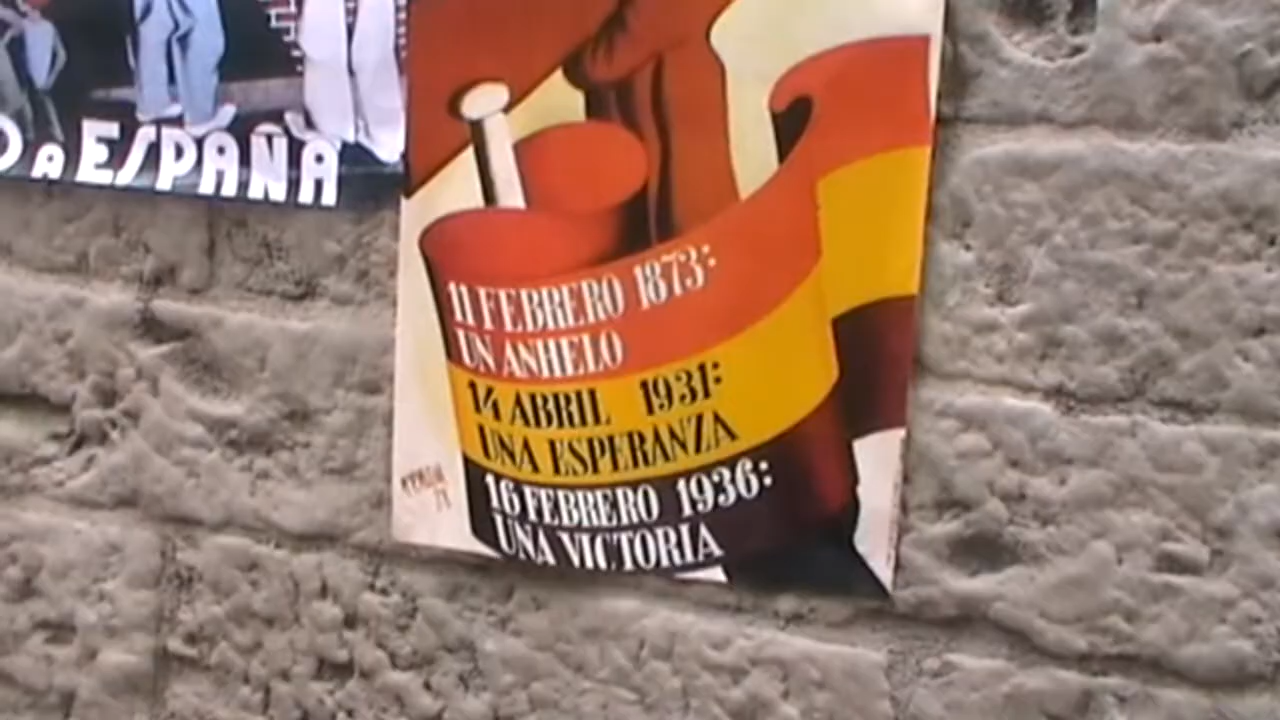 A ESPAÑA
11 FEBRERO 1873:
UN ANHELO
14 ABRIL 1931:
UNA ESPERANZA
16 FEBRERO 1936:
UNA VICTORIA